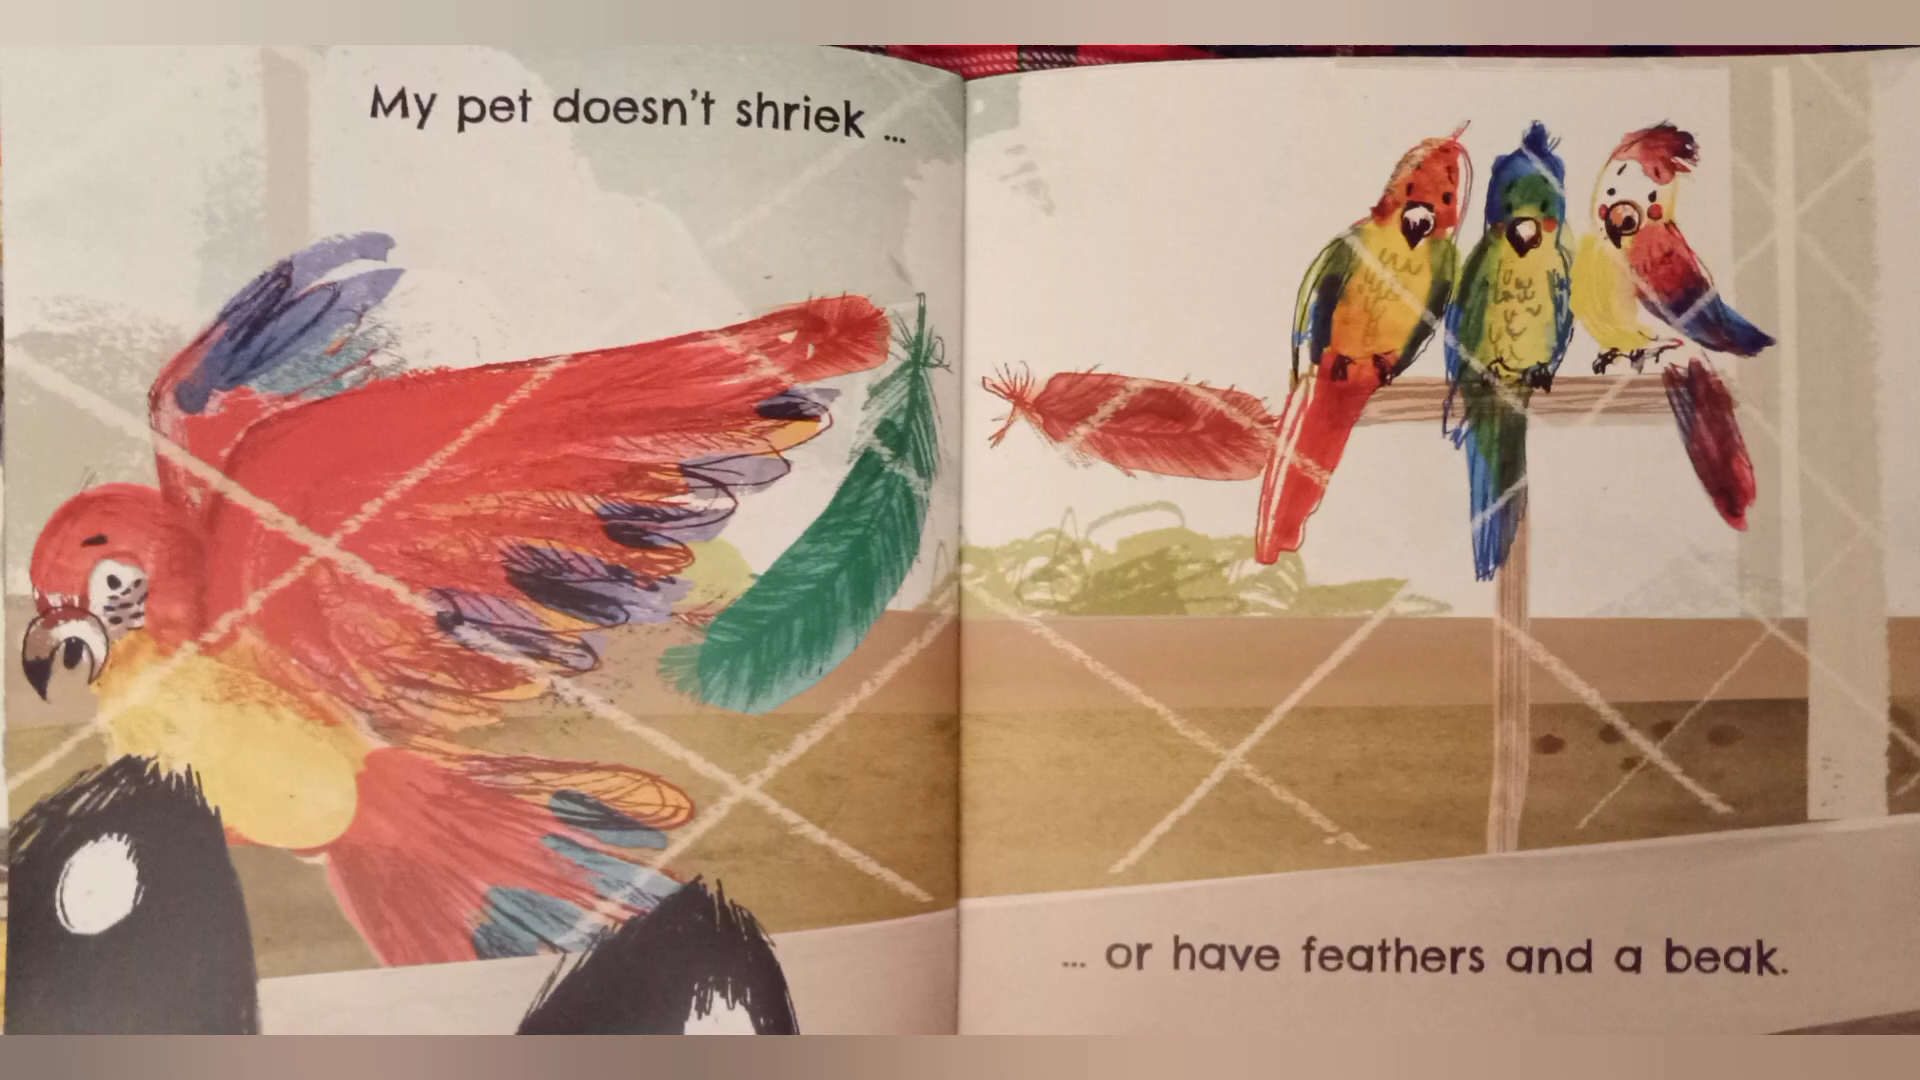 My pet doesn't shriek ...
... or have feathers and a beak.